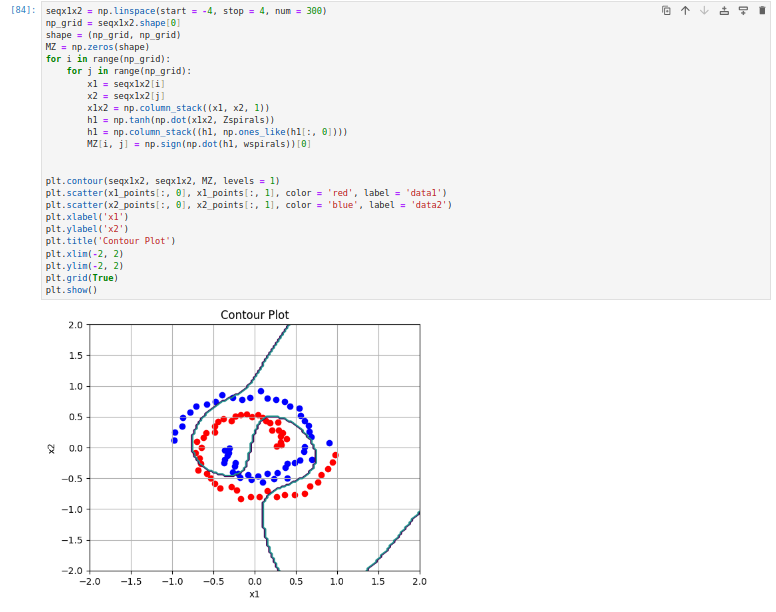 [84]:
seqx1x2 = np.linspace(start = -4, stop = 4, num = 300)
np_grid = seqx1x2.shape[0]
shape = (np_grid, np_grid)
MZ = np.zeros(shape)
for i in range(np_grid):
    for j in range(np_grid):
        x1 = seqx1x2[i]
        x2 = seqx1x2[j]
        x1x2 = np.column_stack((x1, x2, 1))
        h1 = np.tanh(np.dot(x1x2, Zspirals))
        h1 = np.column_stack((h1, np.ones_like(h1[:, 0])))
        MZ[i, j] = np.sign(np.dot(h1, wspirals))[0]
plt.contour(seqx1x2, seqx1x2, MZ, levels = 1)
plt.scatter(x1_points[:, 0], x1_points[:, 1], color = 'red', label = 'data1')
plt.scatter(x2_points[:, 0], x2_points[:, 1], color = 'blue', label = 'data2')
plt.xlabel('x1')
plt.ylabel('x2')
plt.title('Contour Plot')
plt.xlim(-2, 2)
plt.ylim(-2, 2)
plt.grid(True)
plt.show()
Contour Plot
2.0
1.5
1.0
0.5
0.0
−0.5
−1.0
−1.5
−2.0
x2
−2.0 −1.5 −1.0 −0.5 0.0 0.5 1.0 1.5 2.0
x1